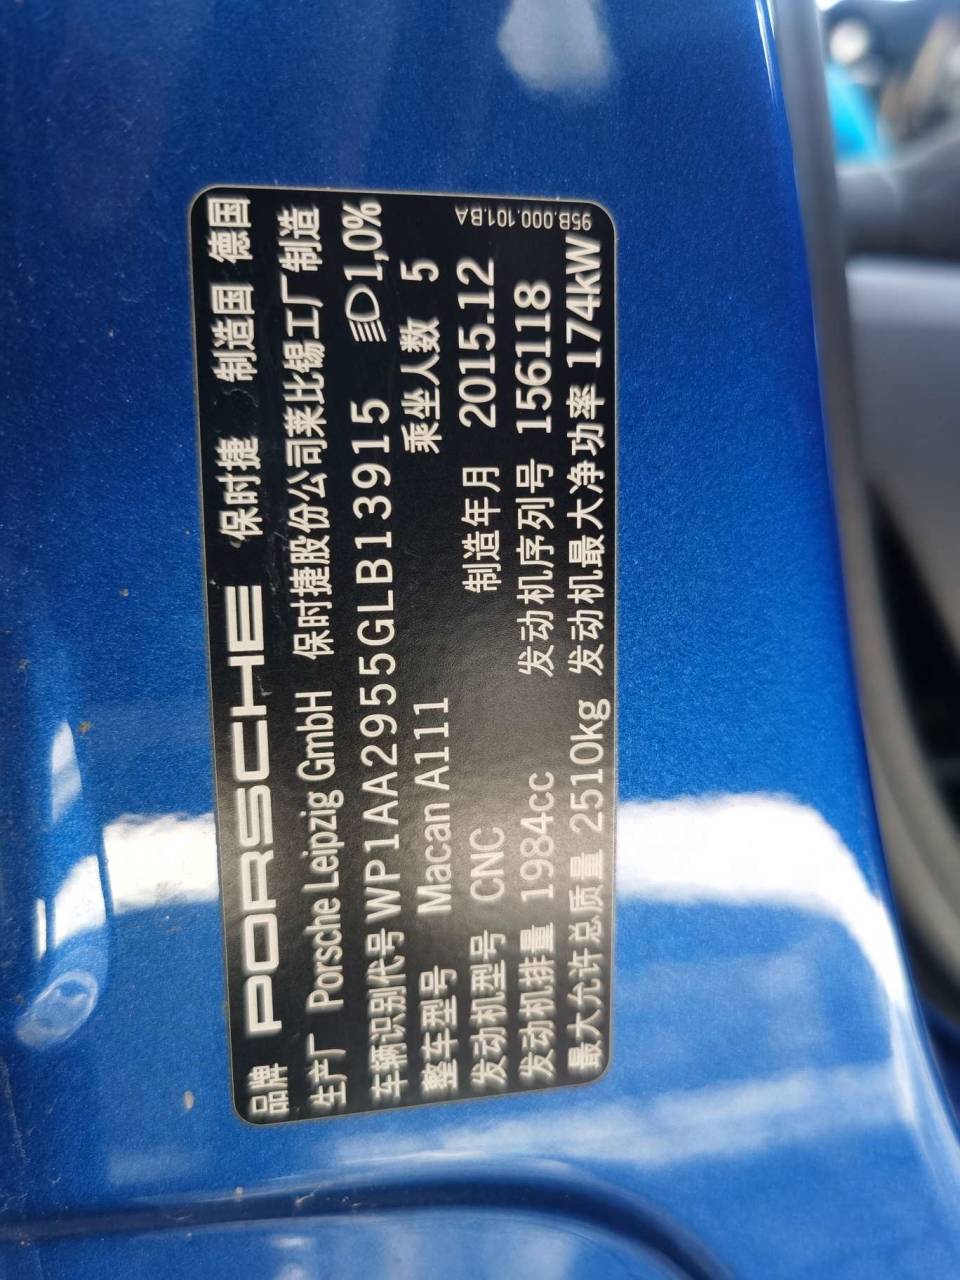 品牌 PORSCHE 保时捷 制造国 德国
生产厂 Porsche Leipzig GmbH 保时捷股份公司莱比锡工厂制造
车辆识别代号 WP1AA2955GLB13915 1,0%
整车型号 Macan A111 乘坐人数 5
发动机型号 CNC 制造年月 2015.12
发动机排量 1984cc 发动机序列号 156118
最大允许总质量 2510kg 发动机最大净功率 174kW
95B.000.101.BA